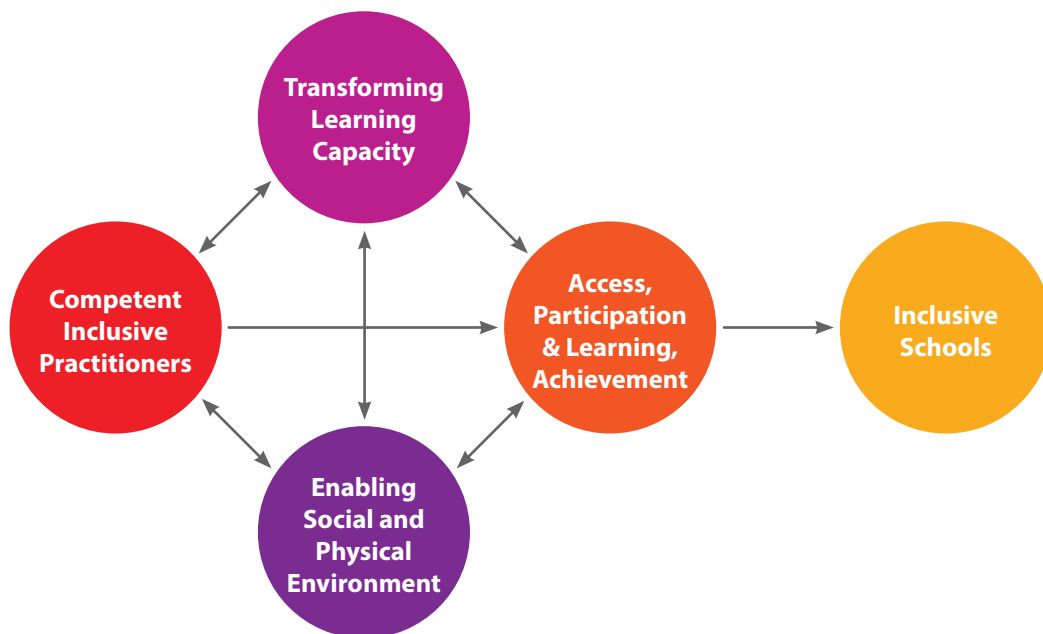 Transforming
Learning
Capacity
Competent
Inclusive
Practitioners
Access,
Participation
& Learning,
Achievement
Inclusive
Schools
Enabling
Social and
Physical
Environment